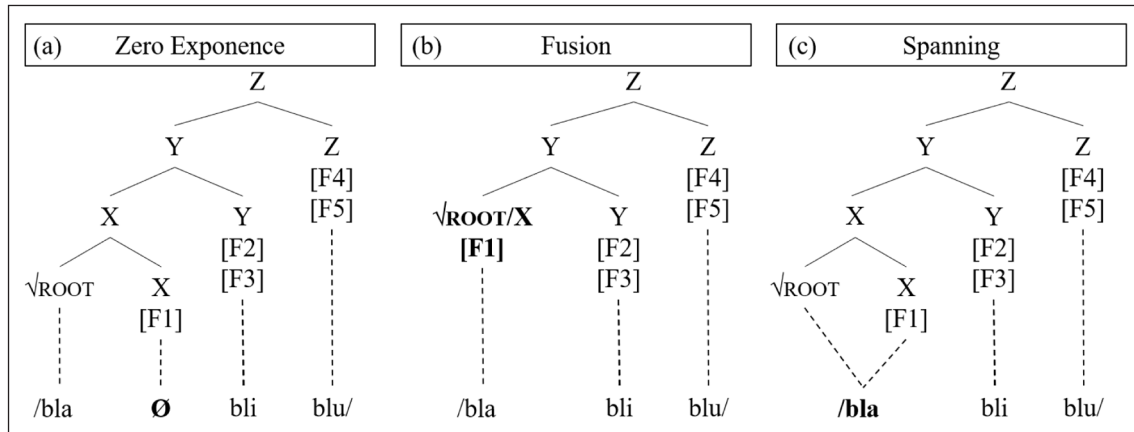 (a) Zero Exponence
Z
Y Z
[F4]
X Y [F5]
[F2]
√ROOT X [F3]
[F1]
/bla Ø bli blu/
(b) Fusion
Z
Y Z
[F4]
√ROOT/X Y [F5]
[F1] [F2]
[F3]
/bla bli blu/
(c) Spanning
Z
Y Z
[F4]
X Y [F5]
[F2]
√ROOT X [F3]
[F1]
/bla bli blu/